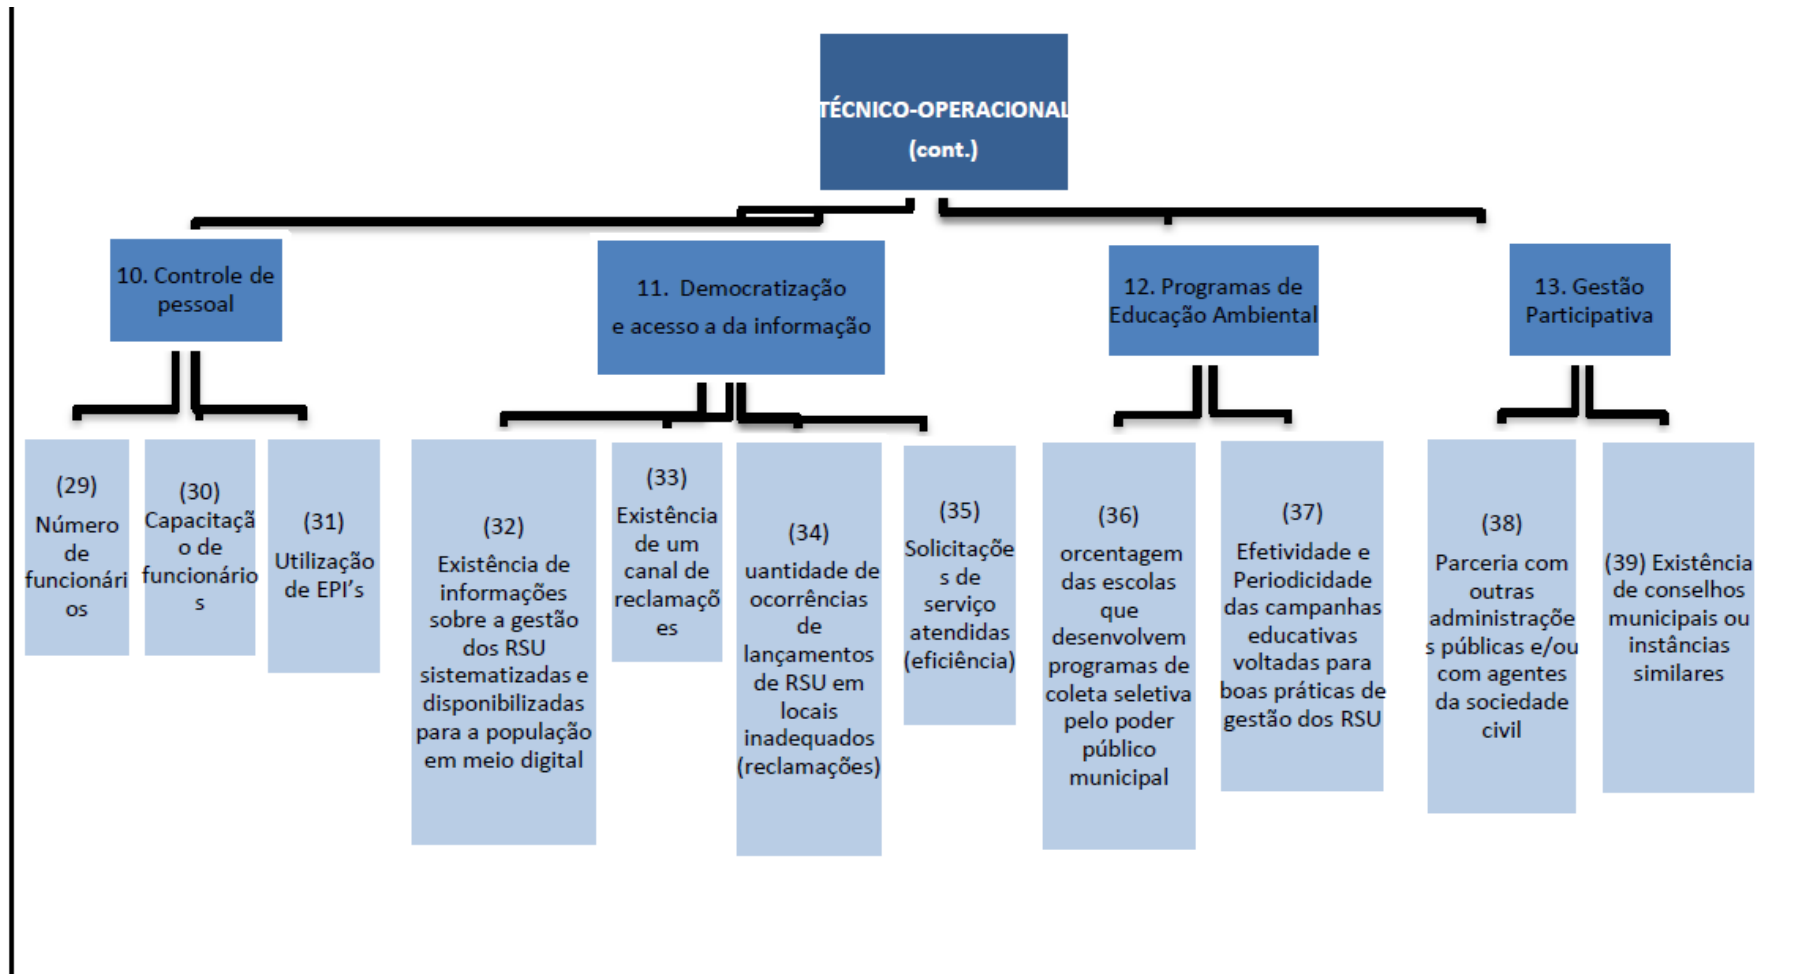 TÉCNICO-OPERACIONAL
(cont.)
10. Controle de
pessoal
11. Democratização
e acesso a da informação
12. Programas de
Educação Ambiental
13. Gestão
Participativa
(29)
Número
de
funcionári
os
(30)
Capacitaçã
o de
funcionário
s
(31)
Utilização
de EPI’s
(32)
Existência de
informações
sobre a gestão
dos RSU
sistematizadas e
disponibilizadas
para a população
em meio digital
(33)
Existência
de um
canal de
reclamaçõ
es
(34)
uantidade de
ocorrências
de
lançamentos
de RSU em
locais
inadequados
(reclamações)
(35)
Solicitaçõe
s de
serviço
atendidas
(eficiência)
(36)
orcentagem
das escolas
que
desenvolvem
programas de
coleta seletiva
pelo poder
público
municipal
(37)
Efetividade e
Periodicidade
das campanhas
educativas
voltadas para
boas práticas de
gestão dos RSU
(38)
Parceria com
outras
administraçõe
s públicas e/ou
com agentes
da sociedade
civil
(39) Existência
de conselhos
municipais ou
instâncias
similares